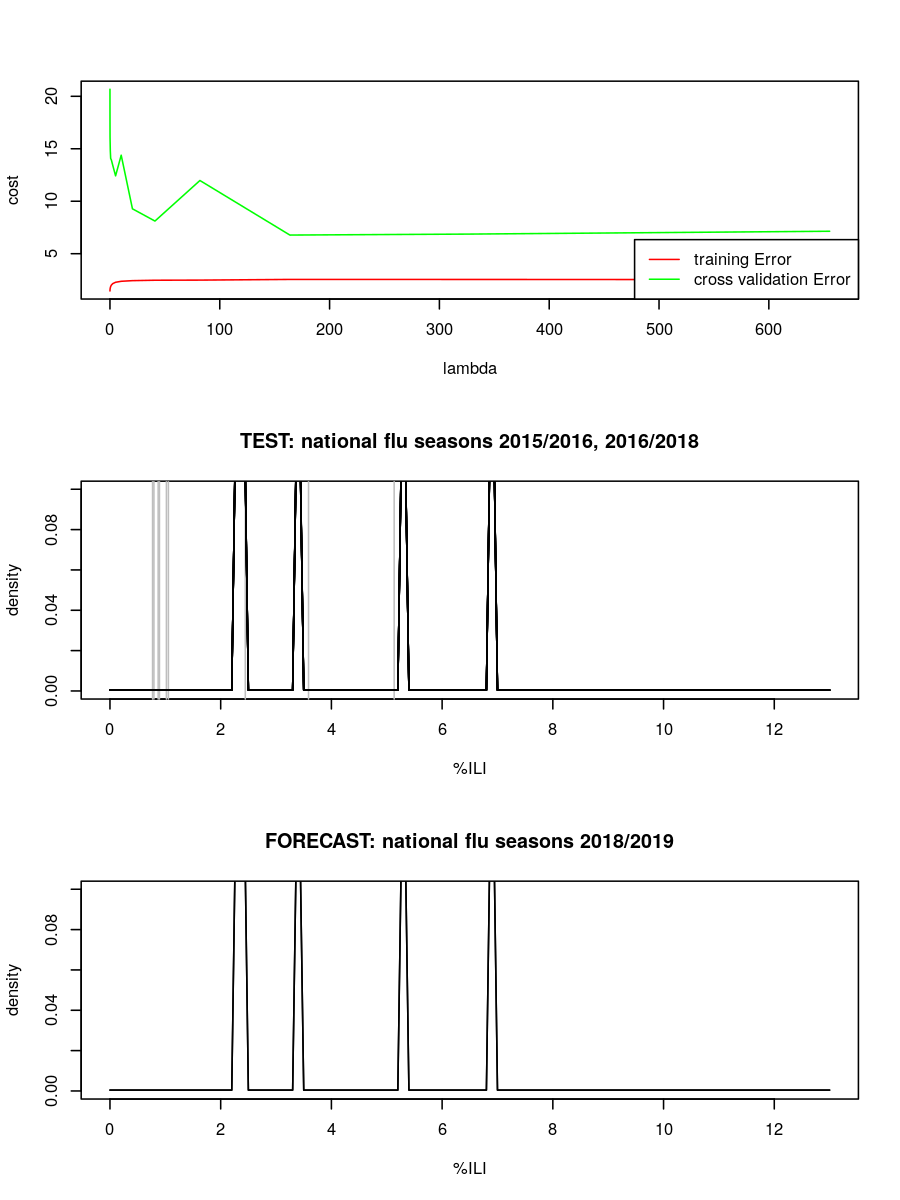 20
15
10
5
cost
training Error
cross validation Error
0 100 200 300 400 500 600
lambda
TEST: national flu seasons 2015/2016, 2016/2018
0.08
0.04
0.00
density
0 2 4 6 8 10 12
%ILI
FORECAST: national flu seasons 2018/2019
0.08
0.04
0.00
density
0 2 4 6 8 10 12
%ILI